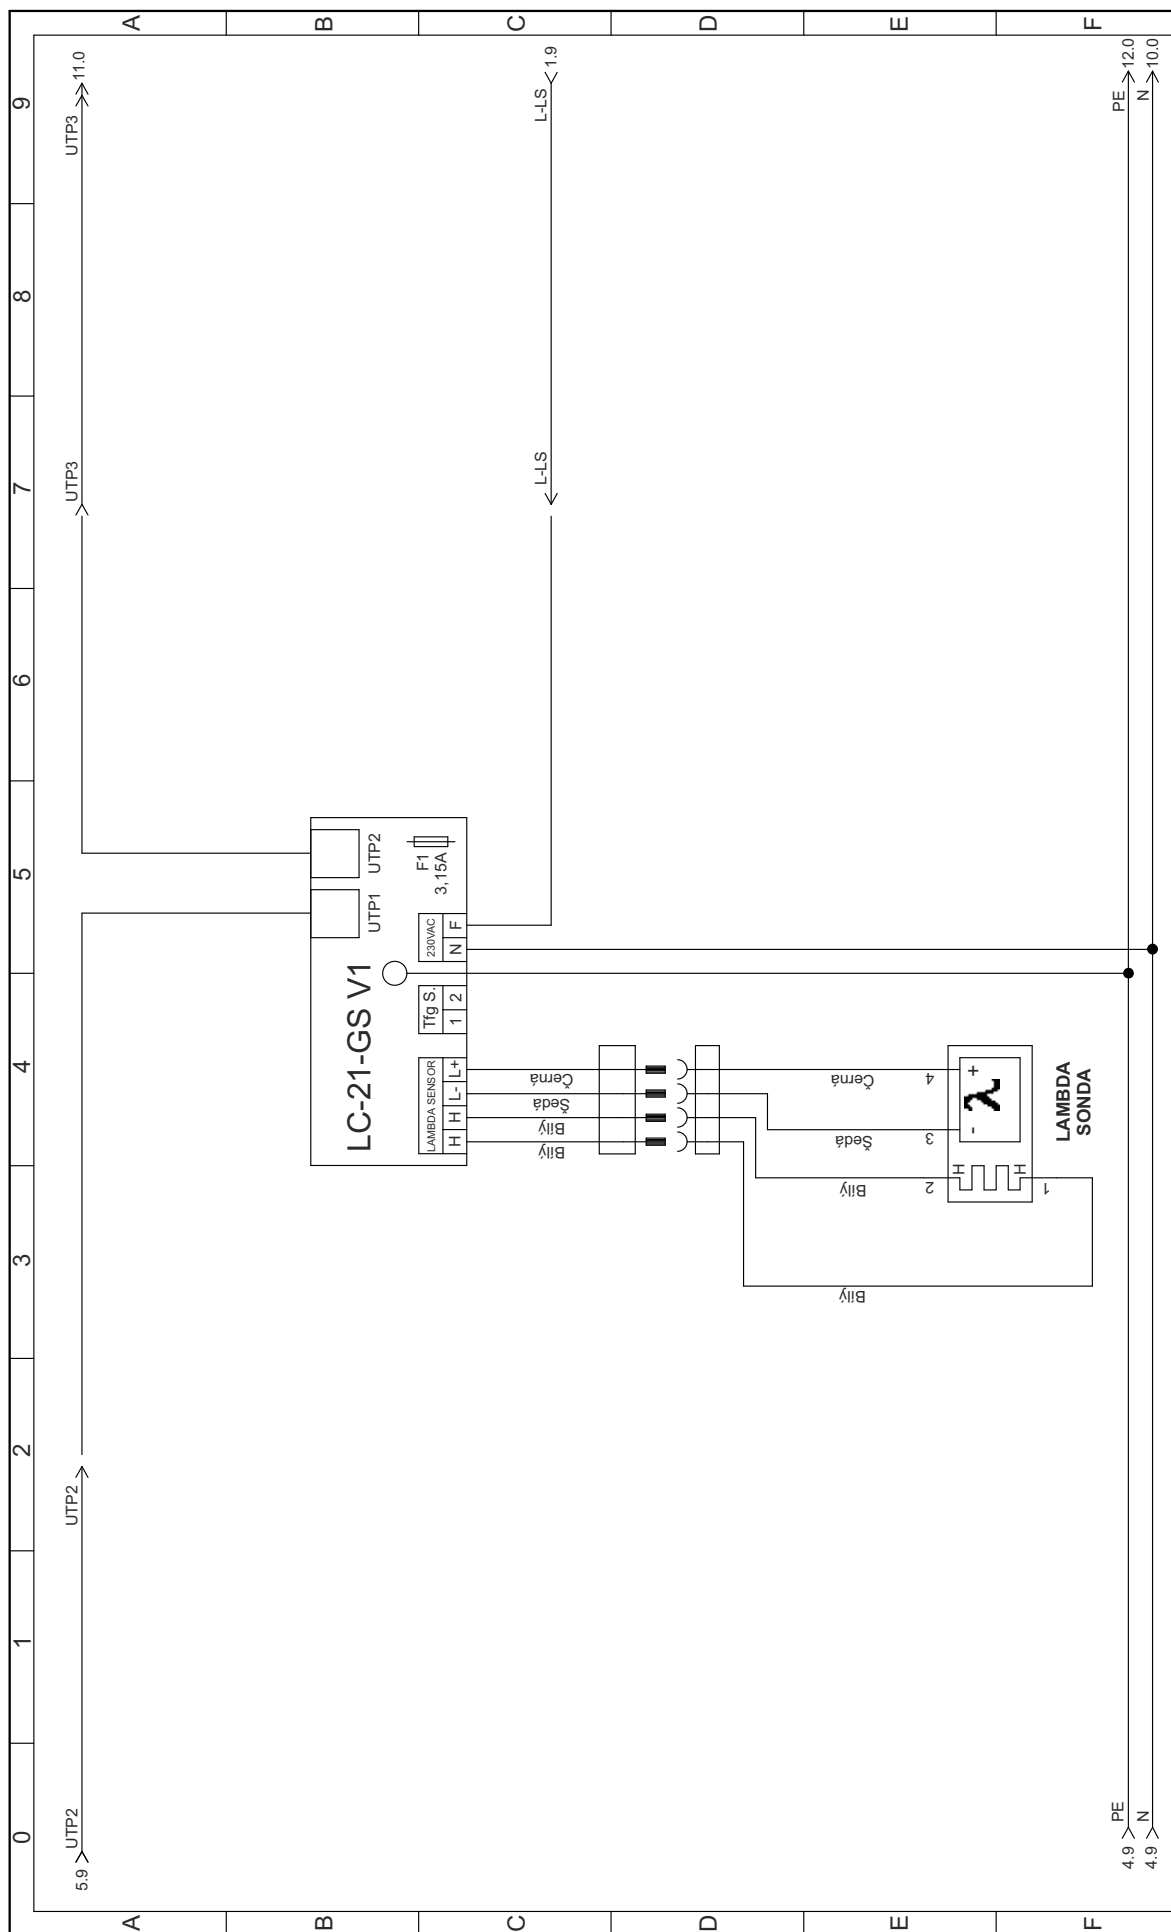 0 1 2 3 4 5 6 7 8 9
A A
5.9 UTP2 UTP2 UTP3 UTP3 11.0
B B
LC-21-GS V1
UTP1 UTP2
LAMBDA SENSOR Tfg S. 230VAC F1
H H L- L+ 1 2 N F 3,15A
C C
Bílý Bílý Šedá Černá
L-LS L-LS 1.9
D D
E E
Bílý Bílý Šedá Černá
2 3 4
H - λ +
H
1
LAMBDA
SONDA
F F
4.9 PE PE 12.0
4.9 N N 10.0